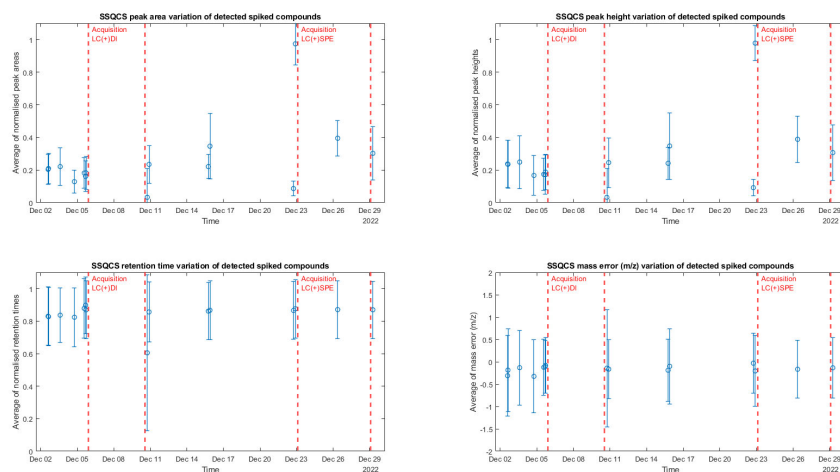 SSQCS peak area variation of detected spiked compounds
Acquisition
LC(+)DI
Acquisition
LC(+)SPE
Average of normalised peak areas
1
0.8
0.6
0.4
0.2
0
Dec 02 Dec 05 Dec 08 Dec 11 Dec 14 Dec 17 Dec 20 Dec 23 Dec 26 Dec 29
Time
2022
SSQCS peak height variation of detected spiked compounds
Acquisition
LC(+)DI
Acquisition
LC(+)SPE
Average of normalised peak heights
1
0.8
0.6
0.4
0.2
0
Dec 02 Dec 05 Dec 08 Dec 11 Dec 14 Dec 17 Dec 20 Dec 23 Dec 26 Dec 29
Time
2022
SSQCS retention time variation of detected spiked compounds
Acquisition
LC(+)DI
Acquisition
LC(+)SPE
Average of normalised retention times
1
0.8
0.6
0.4
0.2
0
Dec 02 Dec 05 Dec 08 Dec 11 Dec 14 Dec 17 Dec 20 Dec 23 Dec 26 Dec 29
Time
2022
SSQCS mass error (m/z) variation of detected spiked compounds
Acquisition
LC(+)DI
Acquisition
LC(+)SPE
Average of mass error (m/z)
2
1.5
1
0.5
0
-0.5
-1
-1.5
-2
Dec 02 Dec 05 Dec 08 Dec 11 Dec 14 Dec 17 Dec 20 Dec 23 Dec 26 Dec 29
Time
2022